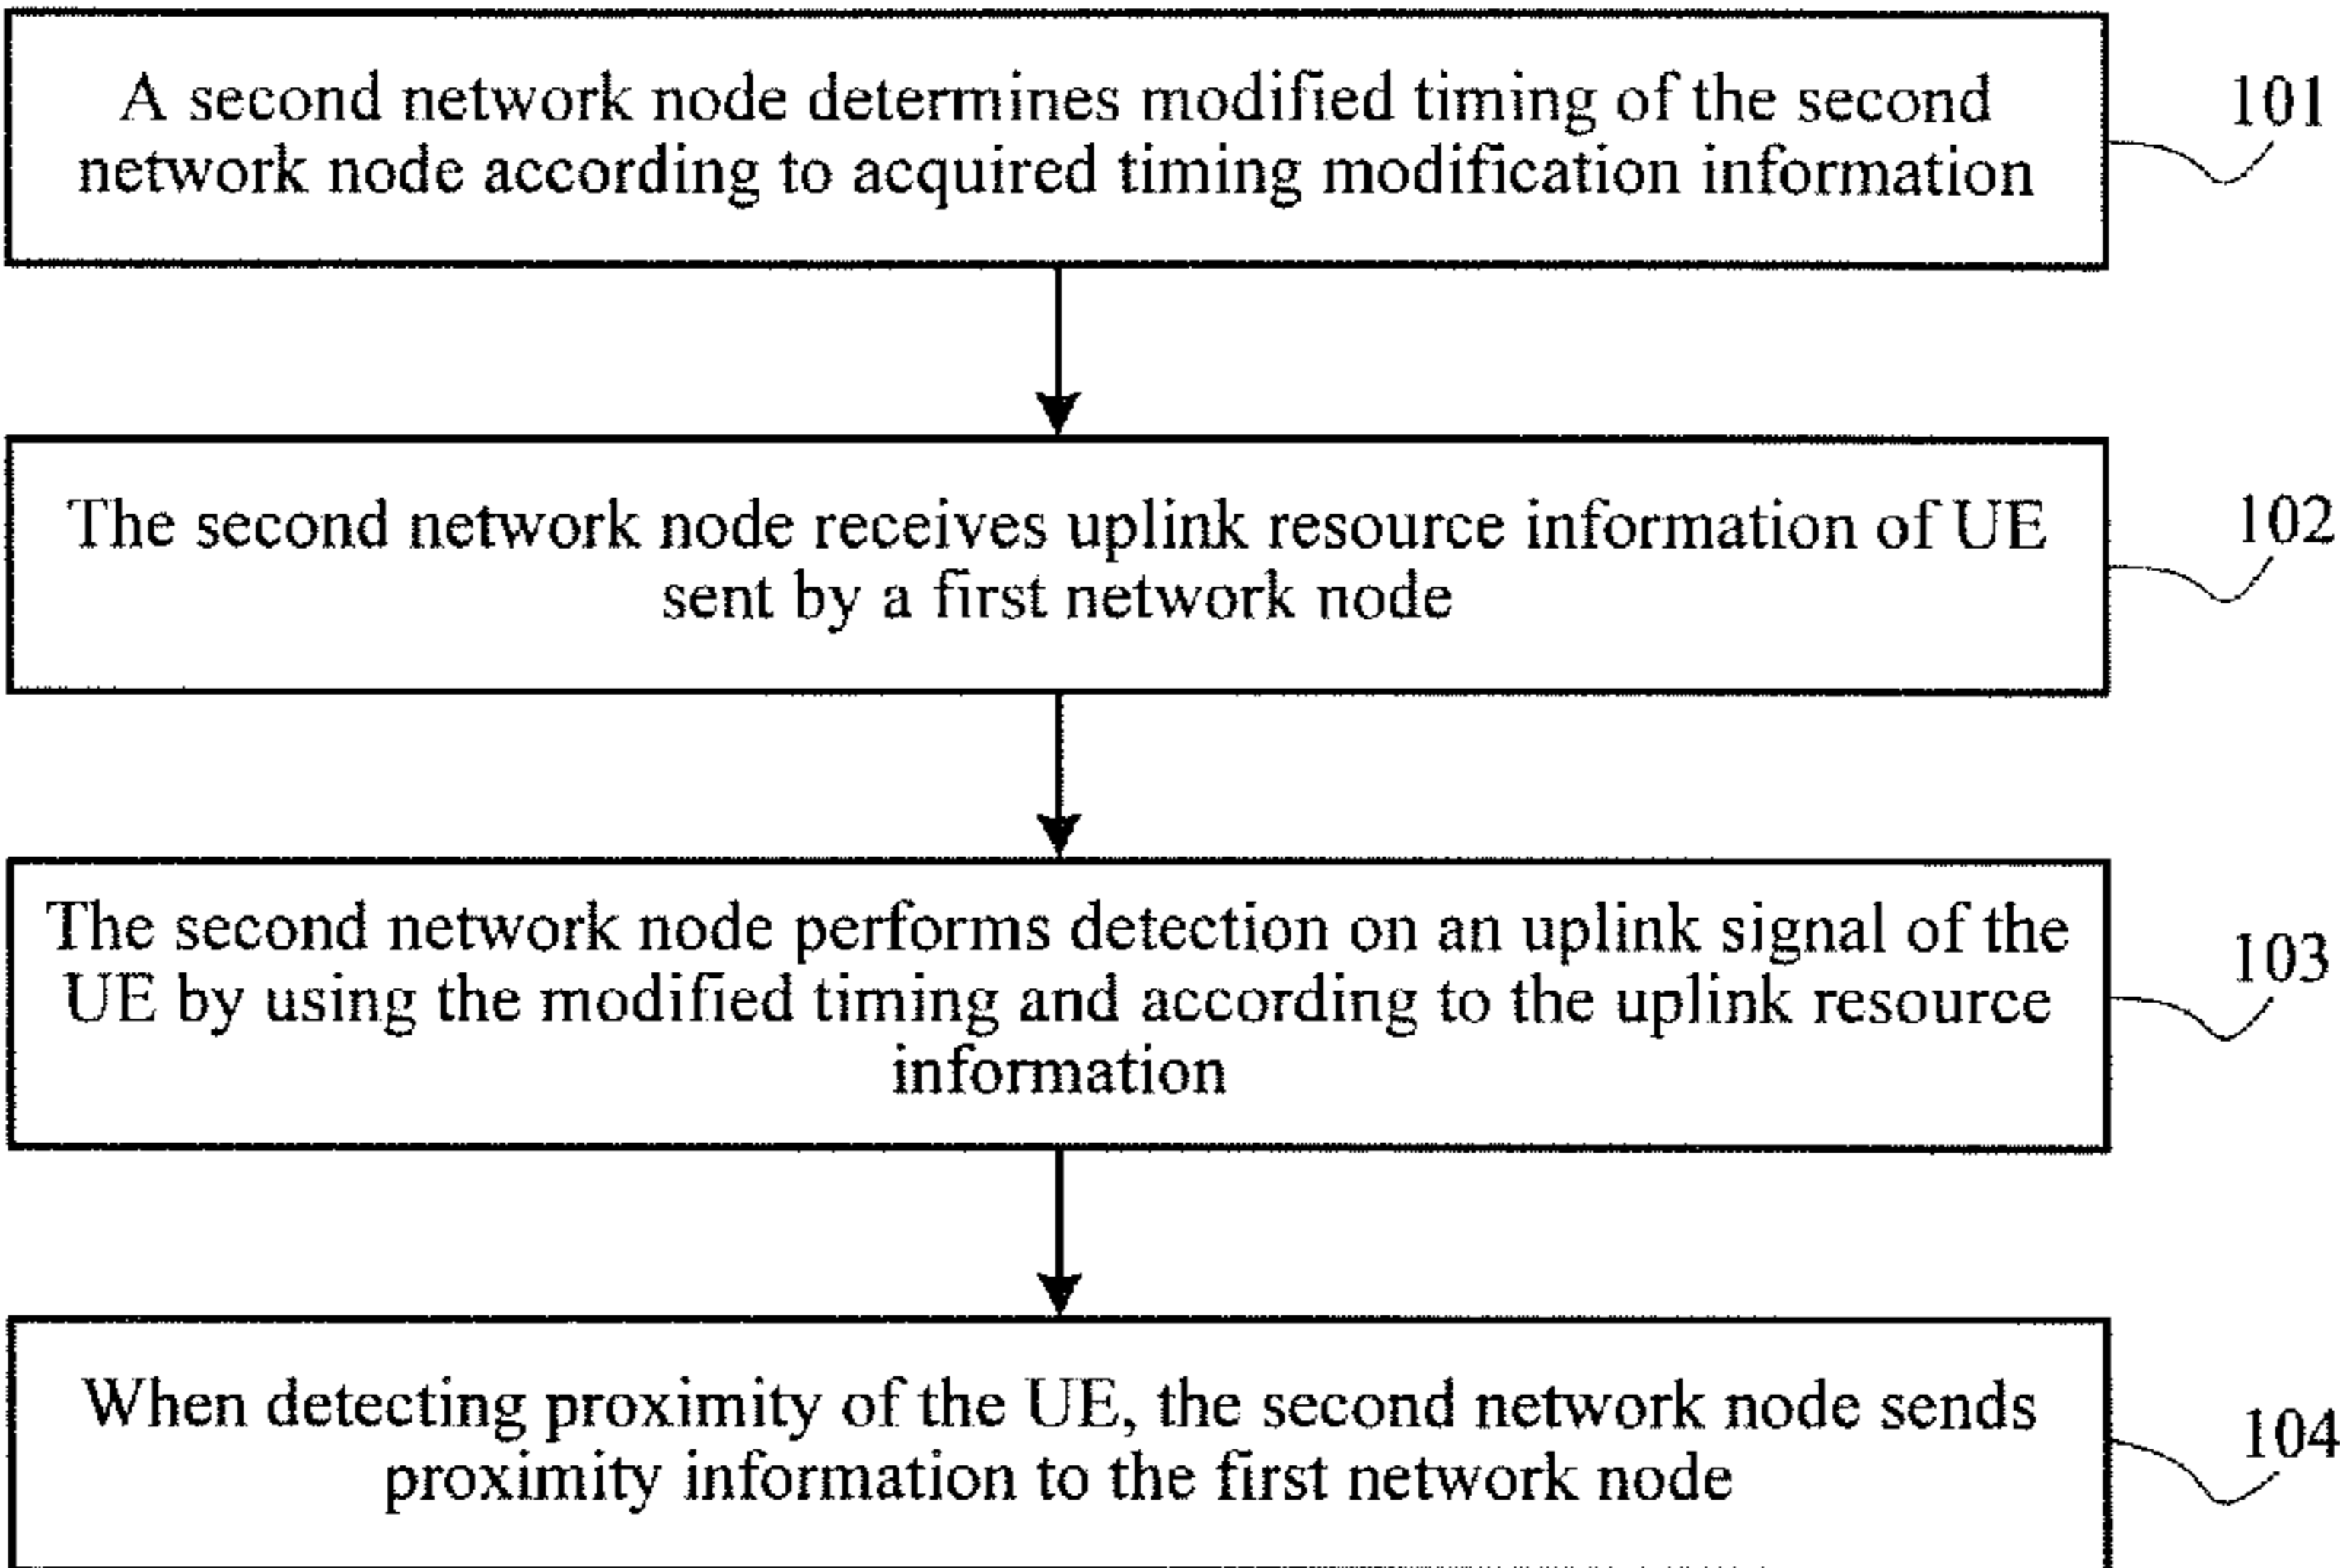 A second network node determines modified timing of the second
network node according to acquired timing modification information
101
The second network node receives uplink resource information of UE
sent by a first network node
102
The second network node performs detection on an uplink signal of the
UE by using the modified timing and according to the uplink resource
information
103
When detecting proximity of the UE, the second network node sends
proximity information to the first network node
104